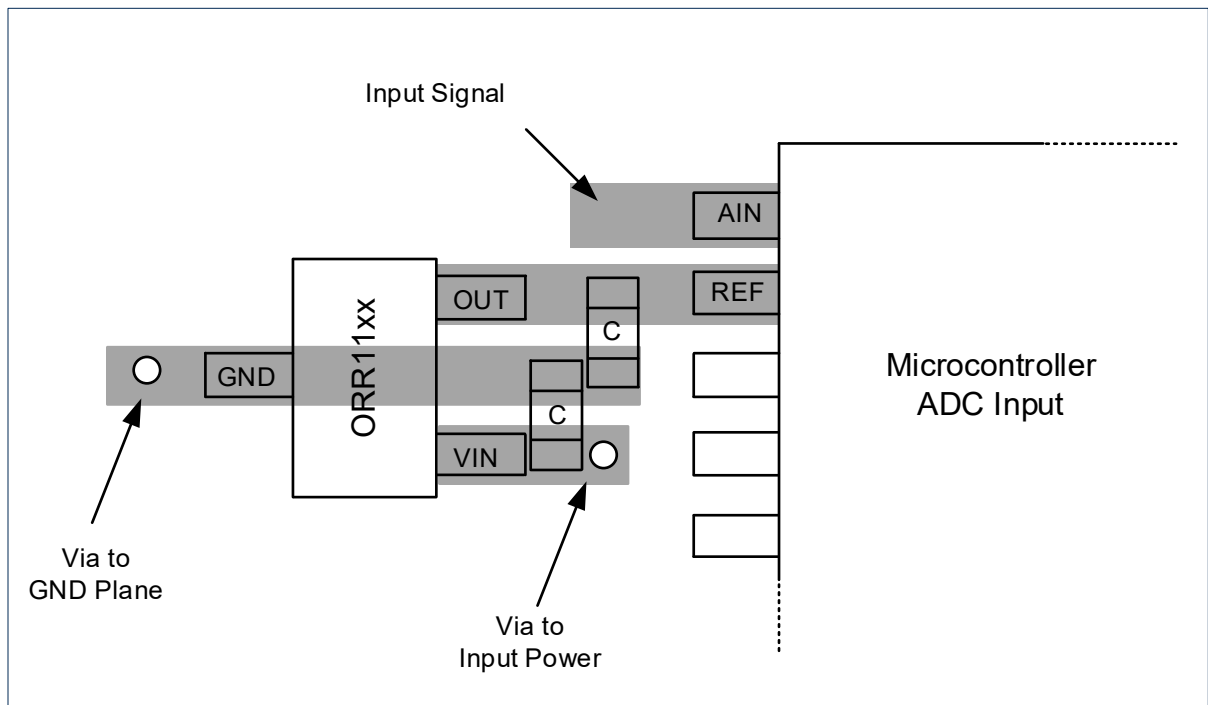 Input Signal
AIN
OUT
REF
C
GND
ORR11xx
C
VIN
Microcontroller
ADC Input
Via to
GND Plane
Via to
Input Power